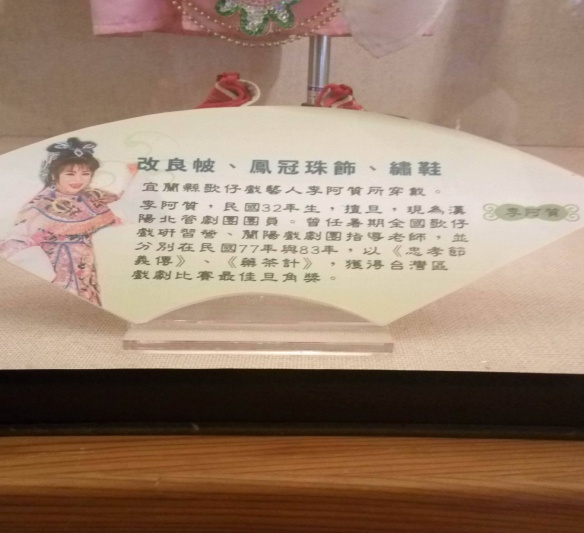 改良帔、鳳冠珠飾、繡鞋
宜蘭縣歌仔戲藝人李阿質所穿戴。
李阿質，民國32年生，擅旦，現為漢
陽北管劇團團員。曾任暑期全國歌仔
戲研習營、蘭陽戲劇團指導老師，並
分別在民國77年與83年，以《忠孝節
義傳》、《藥茶計》，獲得台灣區
戲劇比賽最佳旦角獎。
李阿質